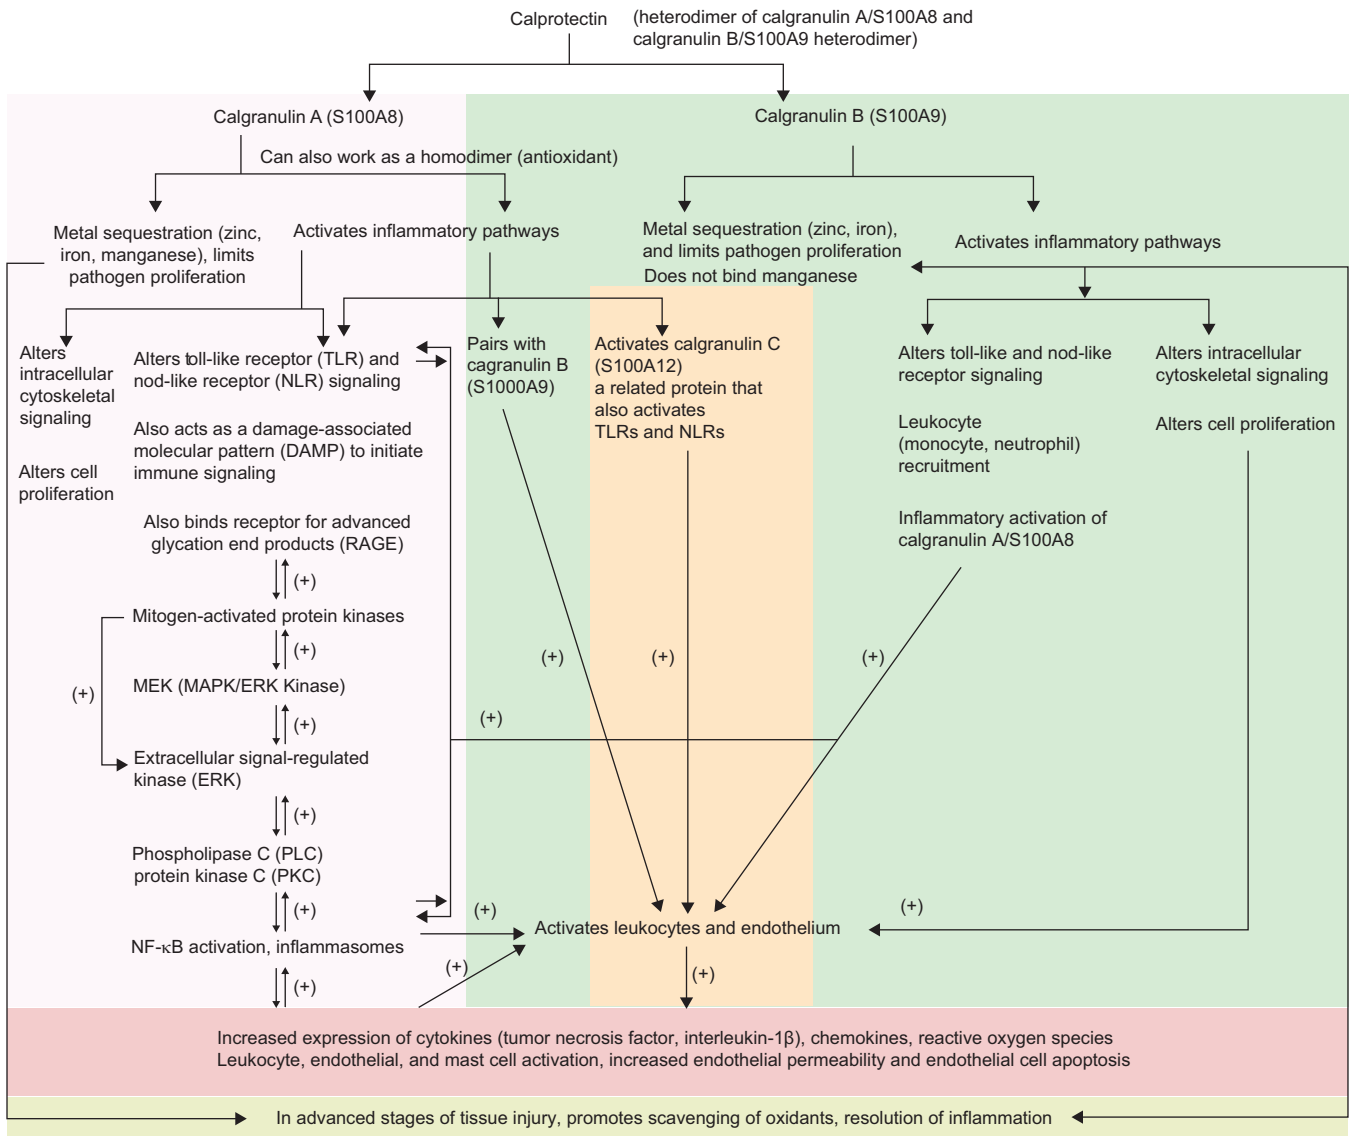 Calprotectin
(heterodimer of calgranulin A/S100A8 and
calgranulin B/S100A9 heterodimer)
Calgranulin A (S100A8)
Calgranulin B (S100A9)
Can also work as a homodimer (antioxidant)
Metal sequestration (zinc,
iron, manganese), limits
pathogen proliferation
Activates inflammatory pathways
Metal sequestration (zinc, iron),
and limits pathogen proliferation
Does not bind manganese
Activates inflammatory pathways
Alters
intracellular
cytoskeletal
signaling
Alters cell
proliferation
Alters toll-like receptor (TLR) and
nod-like receptor (NLR) signaling
Also acts as a damage-associated
molecular pattern (DAMP) to initiate
immune signaling
Also binds receptor for advanced
glycation end products (RAGE)
(+)
Mitogen-activated protein kinases
(+)
(+)
MEK (MAPK/ERK Kinase)
(+)
Extracellular signal-regulated
kinase (ERK)
(+)
Phospholipase C (PLC)
protein kinase C (PKC)
(+)
NF-κB activation, inflammasomes
(+)
Pairs with
cagranulin B
(S1000A9)
Activates calgranulin C
(S100A12)
a related protein that
also activates
TLRs and NLRs
Alters toll-like and nod-like
receptor signaling
Leukocyte
(monocyte, neutrophil)
recruitment
Inflammatory activation of
calgranulin A/S100A8
Alters intracellular
cytoskeletal signaling
Alters cell proliferation
(+)
(+)
(+)
(+)
(+)
(+)
(+)
Activates leukocytes and endothelium
(+)
Increased expression of cytokines (tumor necrosis factor, interleukin-1β), chemokines, reactive oxygen species
Leukocyte, endothelial, and mast cell activation, increased endothelial permeability and endothelial cell apoptosis
In advanced stages of tissue injury, promotes scavenging of oxidants, resolution of inflammation